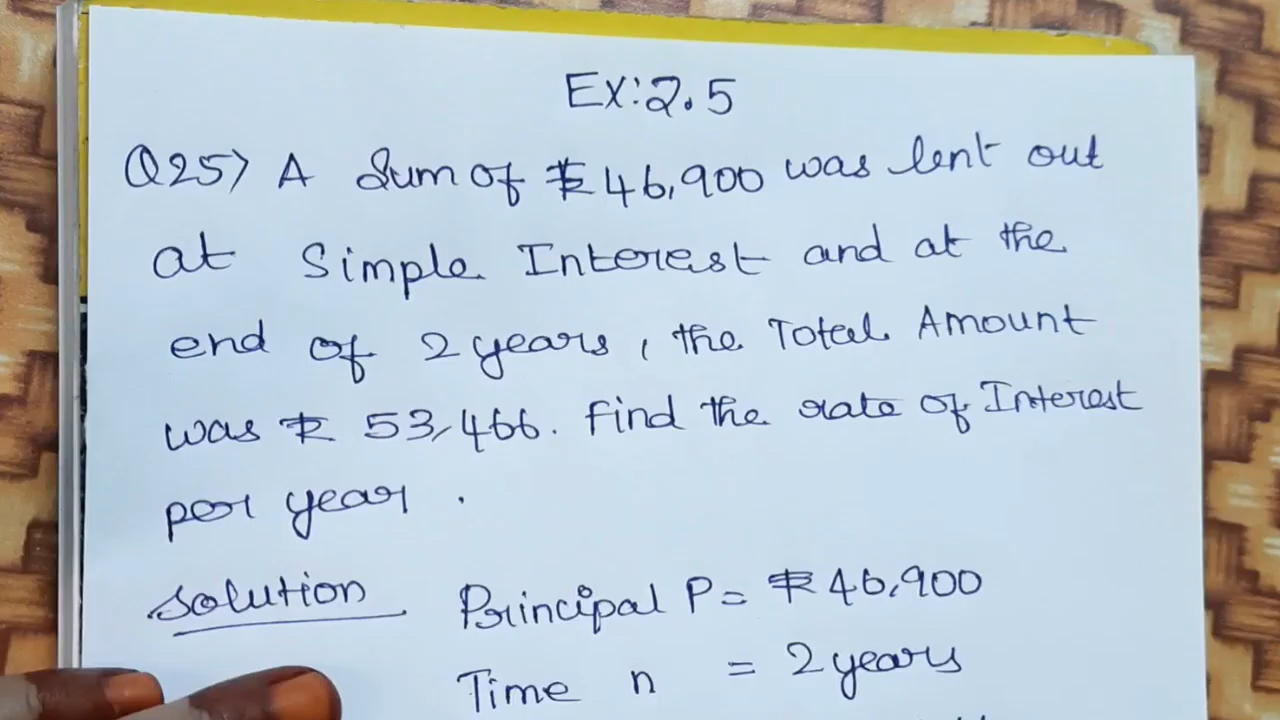 Ex:2.5
Q25) A Sum of ₹ 46,900 was lent out
at Simple Interest and at the
end of 2 years, the Total Amount
was ₹ 53,466. Find the rate of Interest
per year.
Solution Principal P = ₹ 46,900
Time n = 2 years